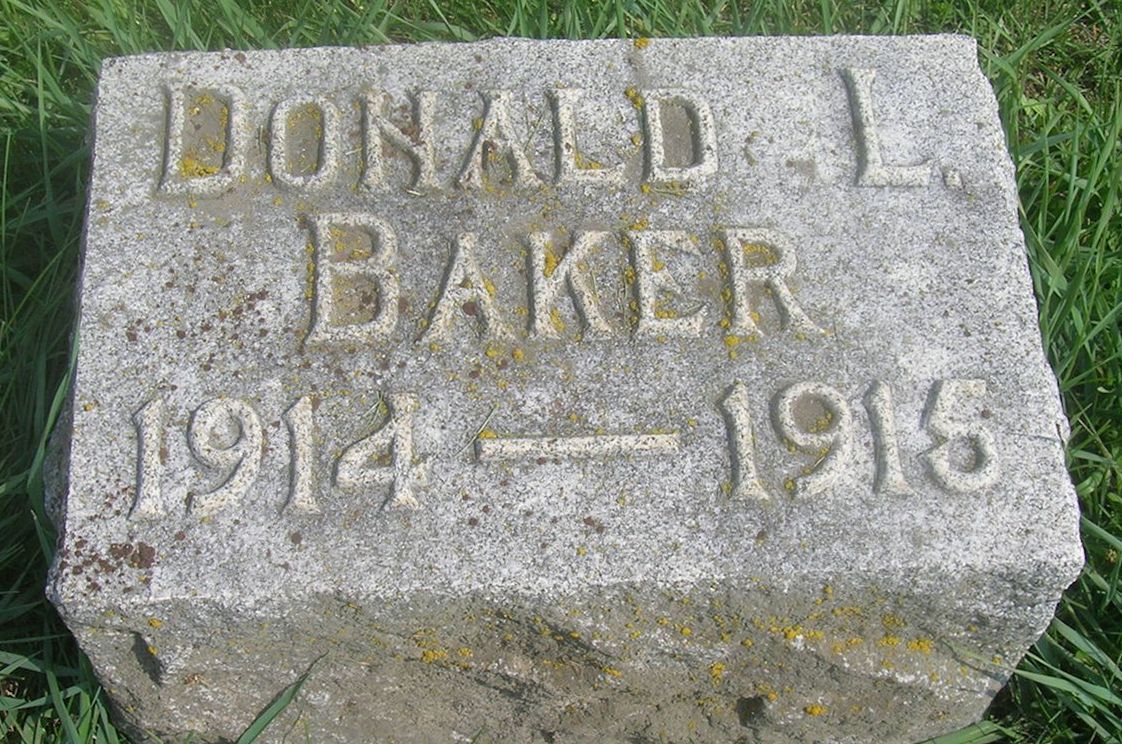 DONALD L.
BAKER
1914 — 1915